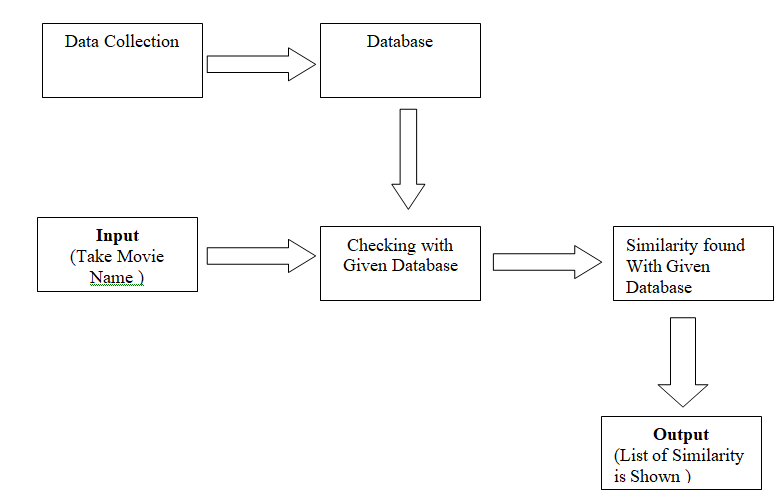 Data Collection
Database
Input
(Take Movie
Name )
Checking with
Given Database
Similarity found
With Given
Database
Output
(List of Similarity
is Shown )